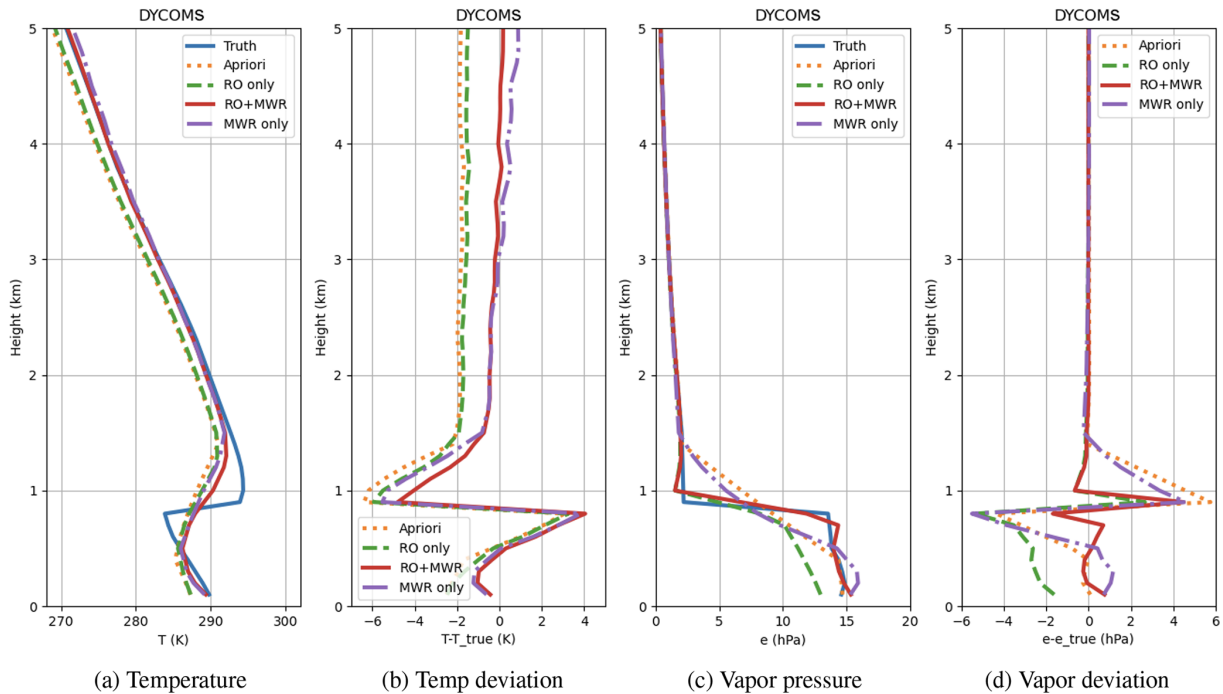 DYCOMS
5
4
3
2
1
0
Height (km)
270
280
290
300
T (K)
Truth
Apriori
RO only
RO+MWR
MWR only
(a) Temperature
DYCOMS
5
4
3
2
1
0
Height (km)
−6
−4
−2
0
2
4
T-T_true (K)
Apriori
RO only
RO+MWR
MWR only
(b) Temp deviation
DYCOMS
5
4
3
2
1
0
Height (km)
0
5
10
15
20
e (hPa)
Truth
Apriori
RO only
RO+MWR
MWR only
(c) Vapor pressure
DYCOMS
5
4
3
2
1
0
Height (km)
−6
−4
−2
0
2
4
6
e-e_true (hPa)
Apriori
RO only
RO+MWR
MWR only
(d) Vapor deviation